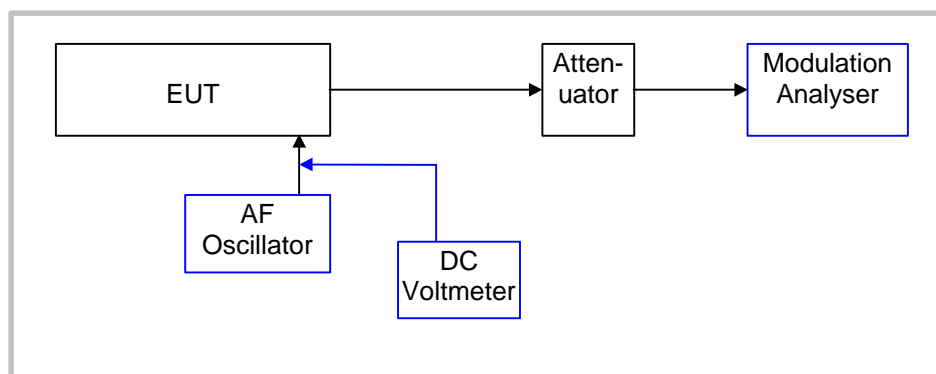 EUT
Atten-
uator
Modulation
Analyser
AF
Oscillator
DC
Voltmeter